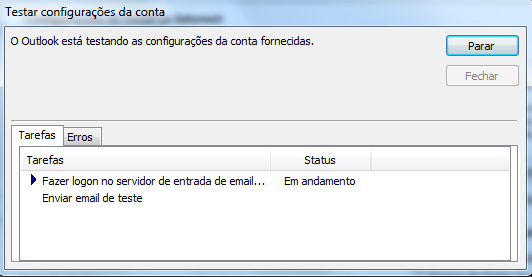 Testar configurações da conta
O Outlook está testando as configurações da conta fornecidas.
Parar
Fechar
Tarefas
Erros
Tarefas Status
Fazer logon no servidor de entrada de email... Em andamento
Enviar email de teste